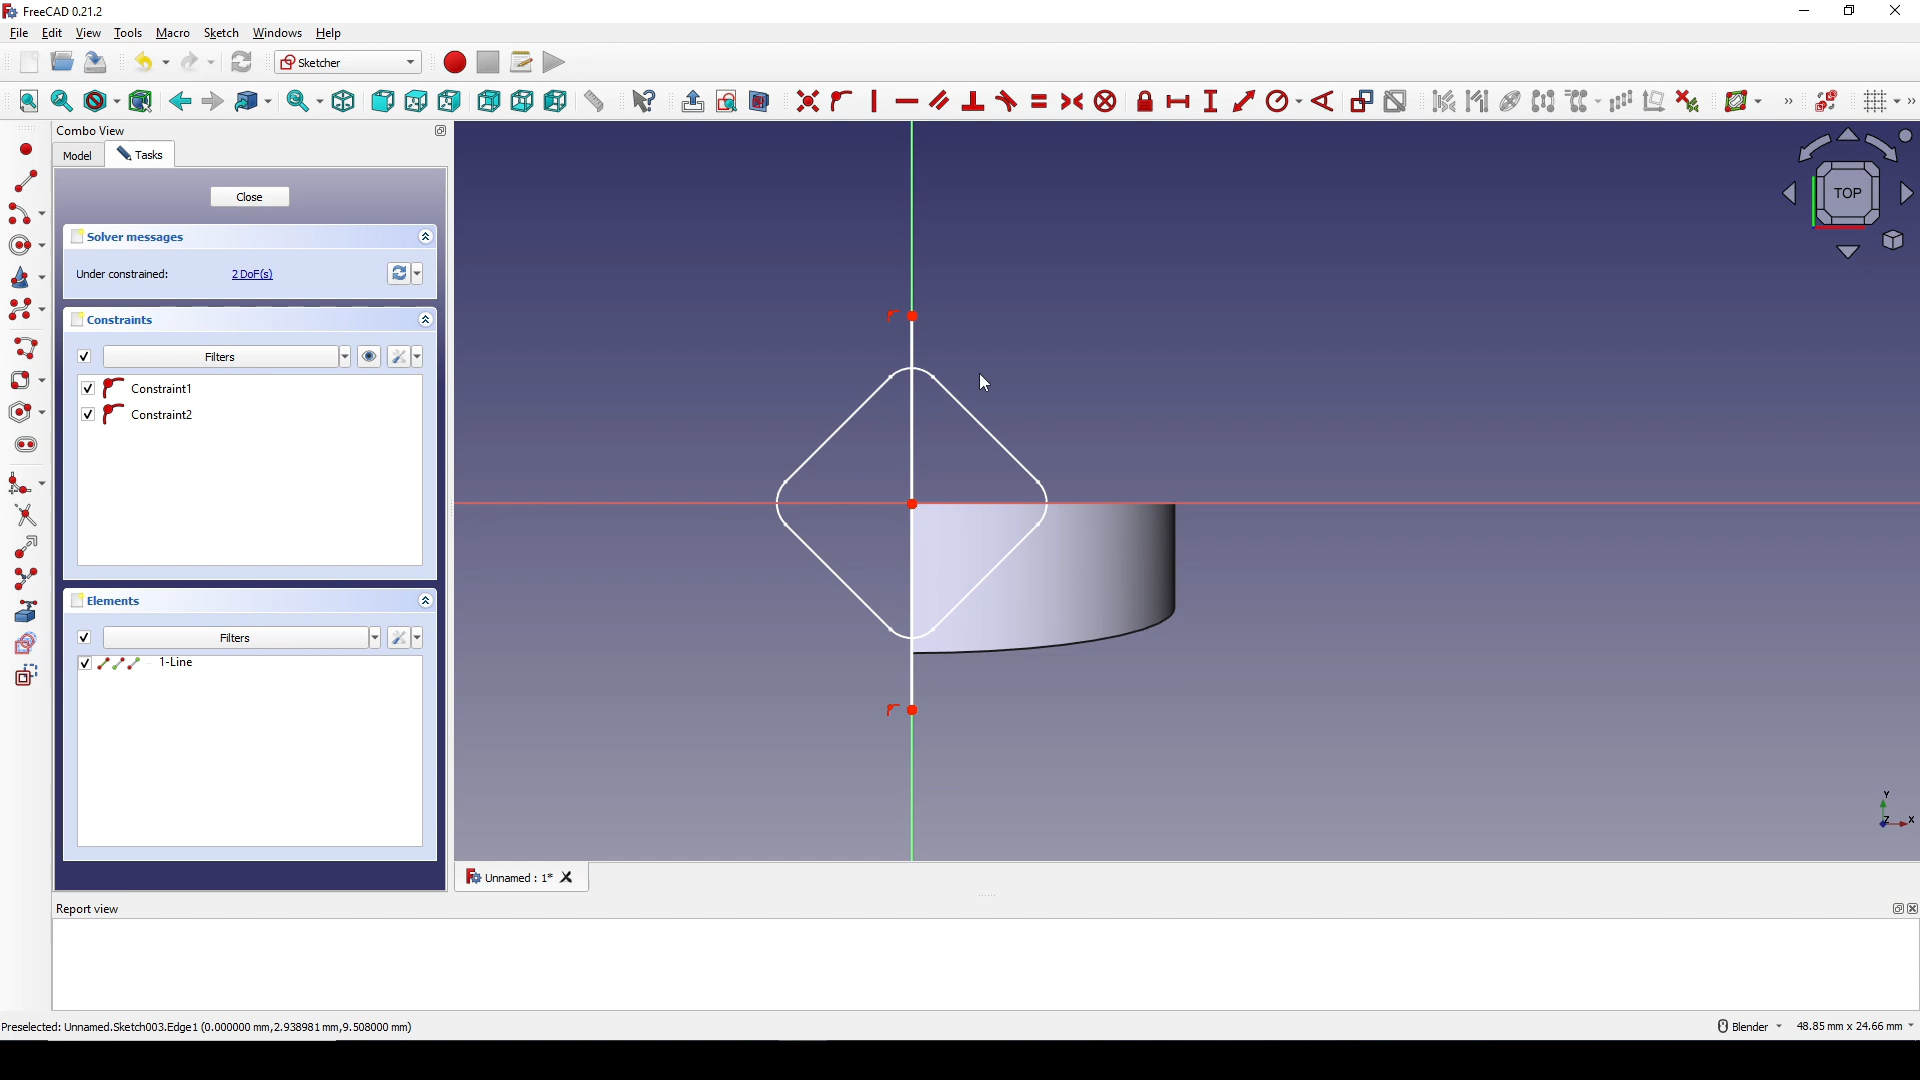 FreeCAD 0.21.2
File Edit View Tools Macro Sketch Windows Help
Sketcher
Combo View
Model Tasks
Close
Solver messages
Under constrained: 2 DoF(s)
Constraints
Filters
Constraint1
Constraint2
Elements
Filters
1-Line
TOP
Y
Z X
Unnamed : 1*
Report view
Preselected: Unnamed.Sketch003.Edge1 (0.000000 mm,2.938981 mm,9.508000 mm) Blender 48.85 mm x 24.66 mm